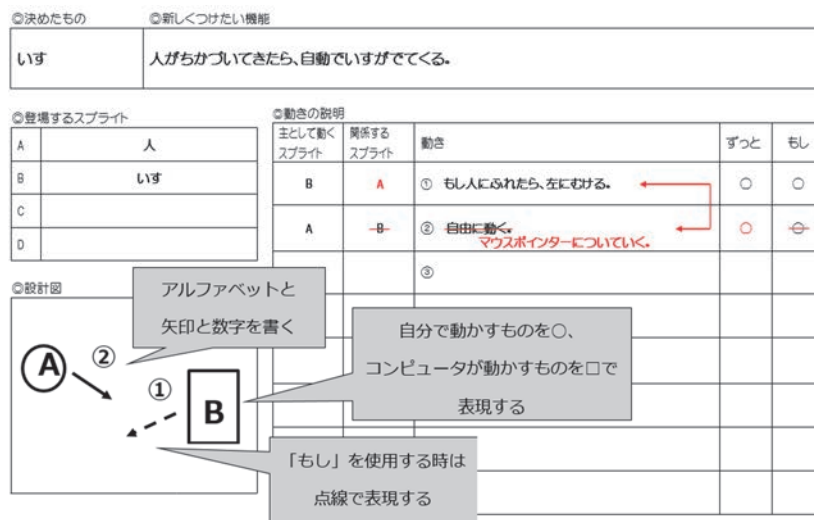 ◎決めたもの ◎新しくつけたい機能
いす 人がちかづいてきたら、自動でいすがでてくる。
◎登場するスプライト
A 人
B いす
C
D
◎動きの説明
主として動くスプライト 関係するスプライト 動き ずっと もし
B A ① もし人にふれたら、左にむける。 ○ ○
A B ② 自由に動く。 ○ ○
マウスポインターについていく。
③
◎設計図
A ②
① B
アルファベットと
矢印と数字を書く
自分で動かすものを○、
コンピュータが動かすものを□で
表現する
「もし」を使用する時は
点線で表現する